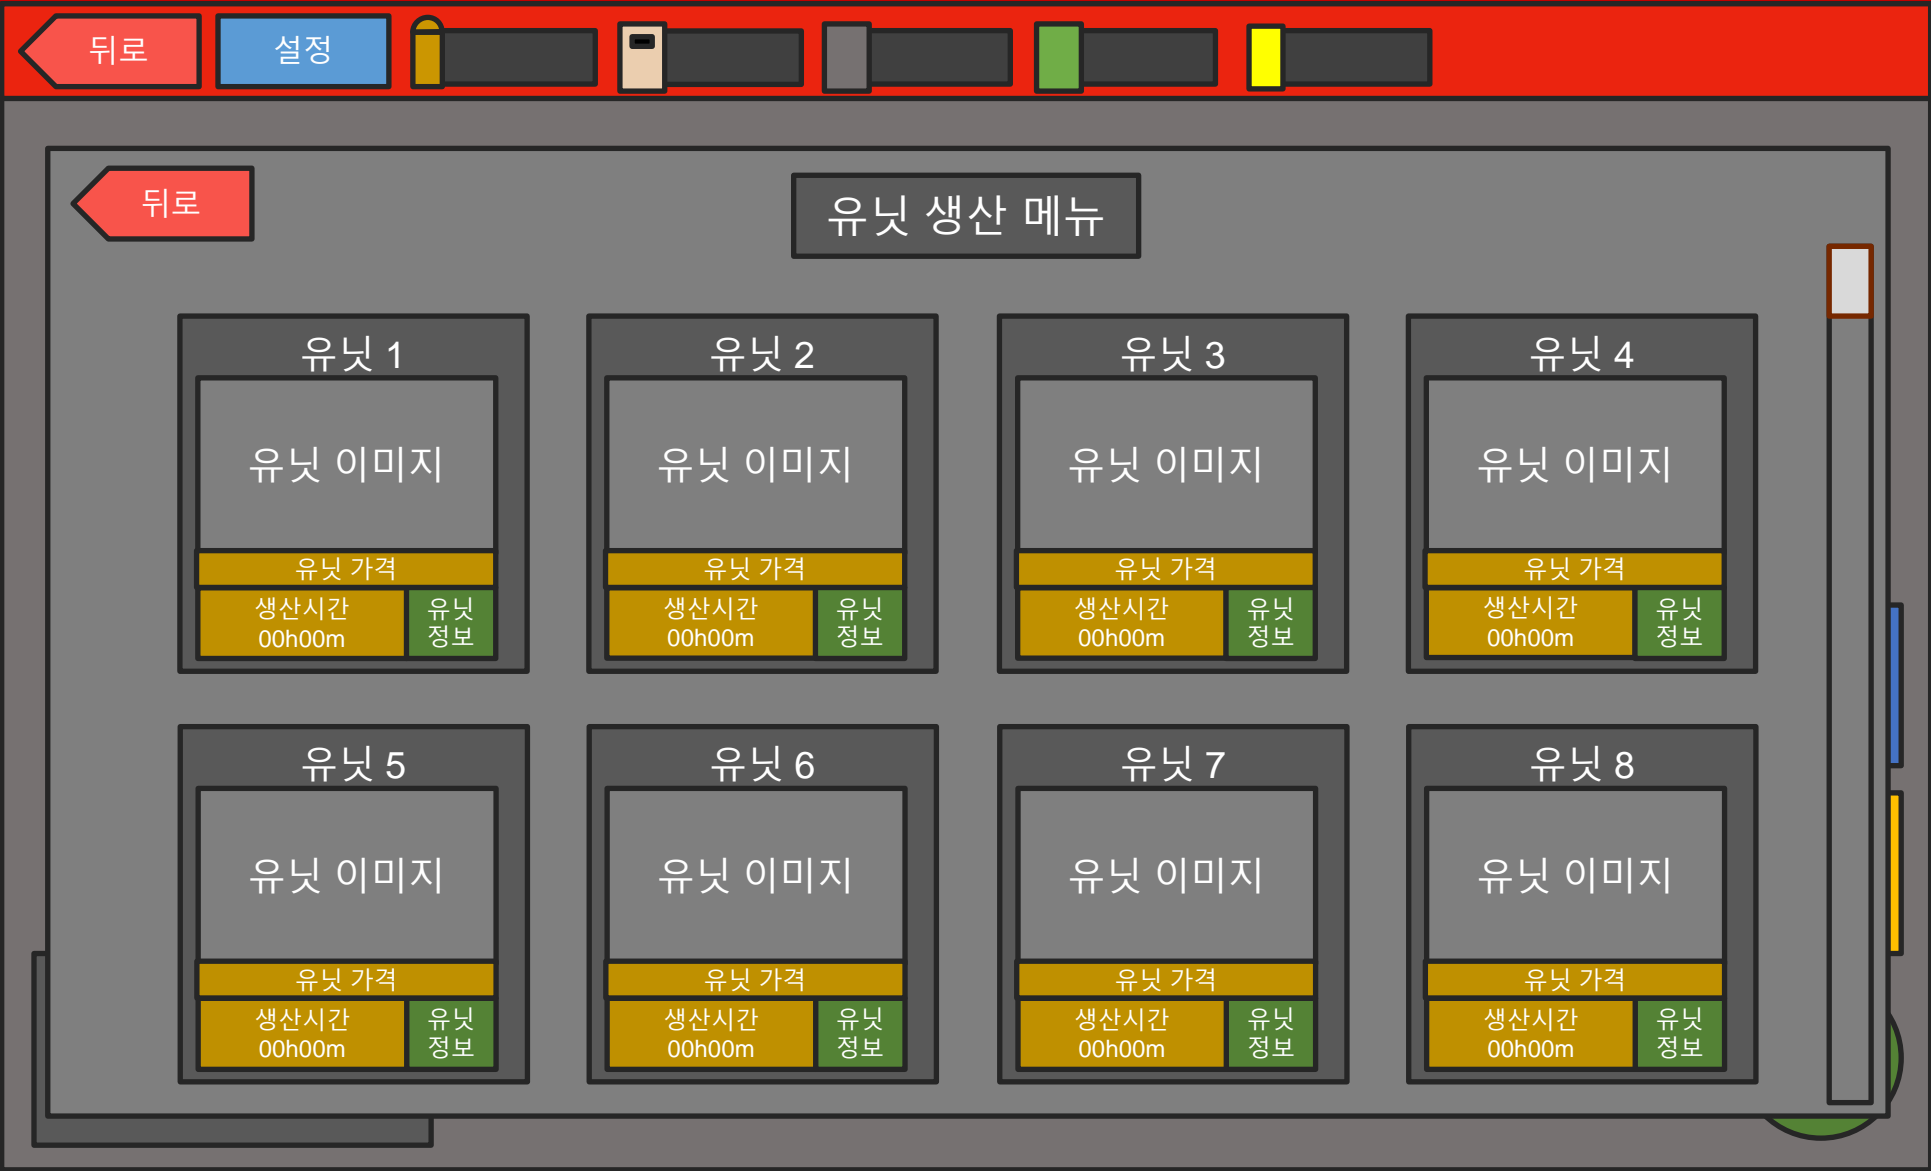 뒤로
설정
뒤로
유닛 생산 메뉴
유닛 1
유닛 2
유닛 3
유닛 4
유닛 이미지
유닛 이미지
유닛 이미지
유닛 이미지
유닛 가격
유닛 가격
유닛 가격
유닛 가격
생산시간
00h00m
유닛
정보
생산시간
00h00m
유닛
정보
생산시간
00h00m
유닛
정보
생산시간
00h00m
유닛
정보
유닛 5
유닛 6
유닛 7
유닛 8
유닛 이미지
유닛 이미지
유닛 이미지
유닛 이미지
유닛 가격
유닛 가격
유닛 가격
유닛 가격
생산시간
00h00m
유닛
정보
생산시간
00h00m
유닛
정보
생산시간
00h00m
유닛
정보
생산시간
00h00m
유닛
정보